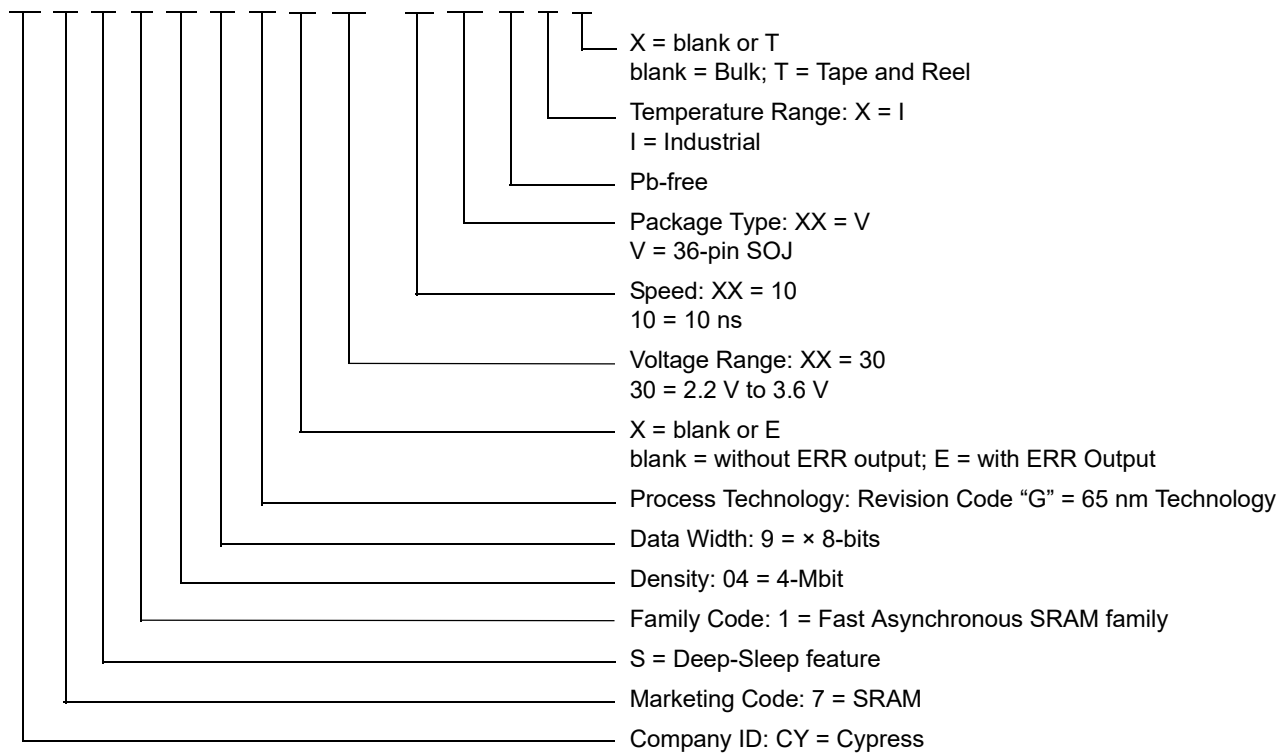 X = blank or T
blank = Bulk; T = Tape and Reel
Temperature Range: X = I
I = Industrial
Pb-free
Package Type: XX = V
V = 36-pin SOJ
Speed: XX = 10
10 = 10 ns
Voltage Range: XX = 30
30 = 2.2 V to 3.6 V
X = blank or E
blank = without ERR output; E = with ERR Output
Process Technology: Revision Code “G” = 65 nm Technology
Data Width: 9 = × 8-bits
Density: 04 = 4-Mbit
Family Code: 1 = Fast Asynchronous SRAM family
S = Deep-Sleep feature
Marketing Code: 7 = SRAM
Company ID: CY = Cypress